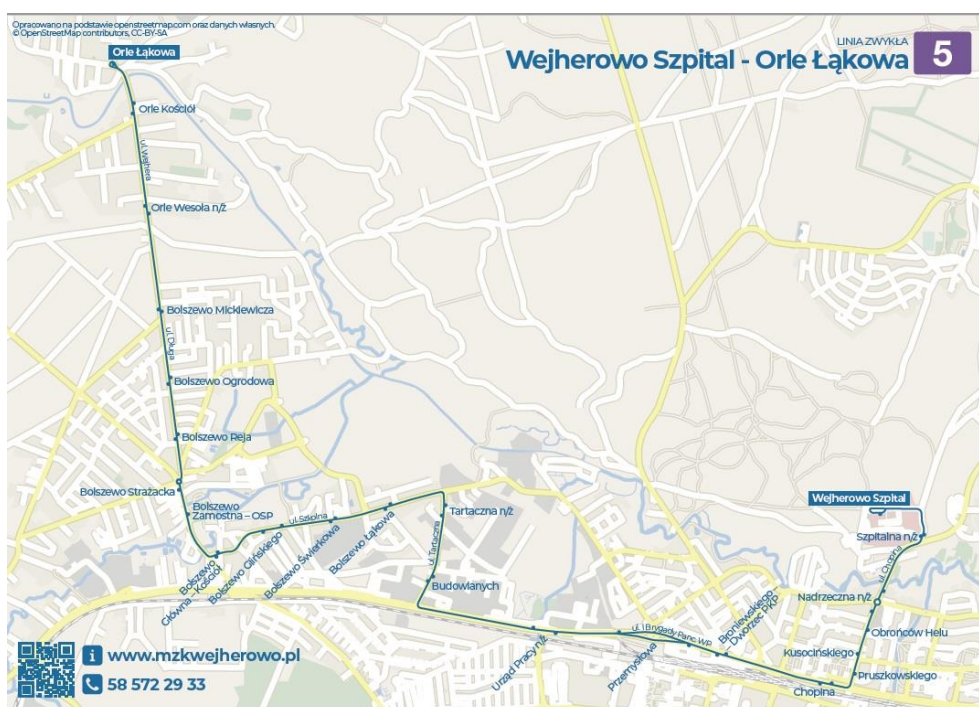 Opracowano na podstawie openstreetmap.com oraz danych własnych.
© OpenStreetMap contributors, CC-BY-SA
LINIA ZWYKŁA
Wejherowo Szpital - Orle Łąkowa 5
Orle Łąkowa
Orle Kościół
ul. Wejhera
Orle Wesoła n/ż
Bolszewo Mickiewicza
ul. Długa
Bolszewo Ogrodowa
Bolszewo Reja
Bolszewo Strażacka
Bolszewo
Zamostna – OSP
Bolszewo
Główna - Kościół
Bolszewo Glińskiego
ul. Szkolna
Bolszewo Świerkowa
Bolszewo Łąkowa
Tartaczna n/ż
ul. Tartaczna
Budowlanych
Urząd Pracy n/ż
ul. I Brygady Panc. WP
Przemysłowa
Broniewskiego
– Dworzec PKP
Chopina
Pruszkowskiego
Kusocińskiego
Obrońców Helu
Nadrzeczna n/ż
ul. Chopina
Szpitalna n/ż
Wejherowo Szpital
www.mzkwejherowo.pl
58 572 29 33